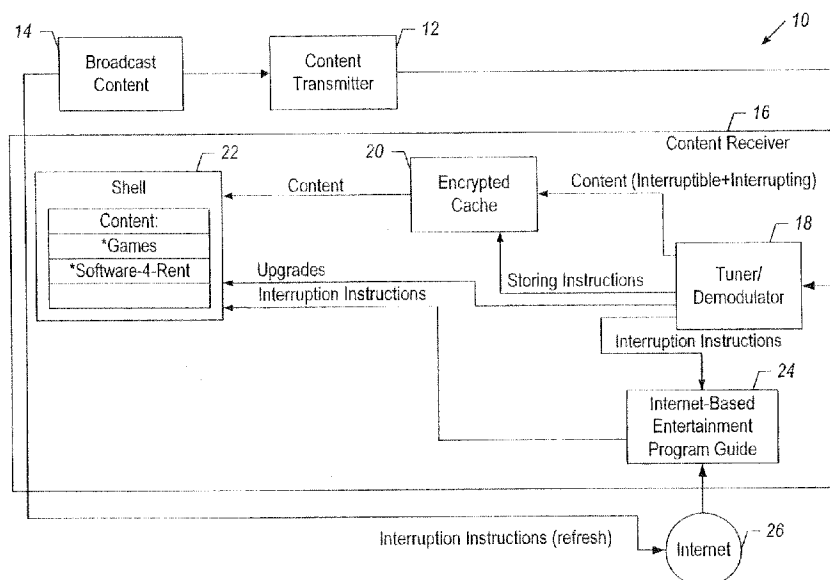 14
12
10
Broadcast
Content
Content
Transmitter
16
Content Receiver
22
20
Shell
Content:
*Games
*Software-4-Rent
Content
Encrypted
Cache
Content (Interruptible+Interrupting)
18
Tuner/
Demodulator
Upgrades
Storing Instructions
Interruption Instructions
Interruption Instructions
24
Internet-Based
Entertainment
Program Guide
Interruption Instructions (refresh)
Internet
26